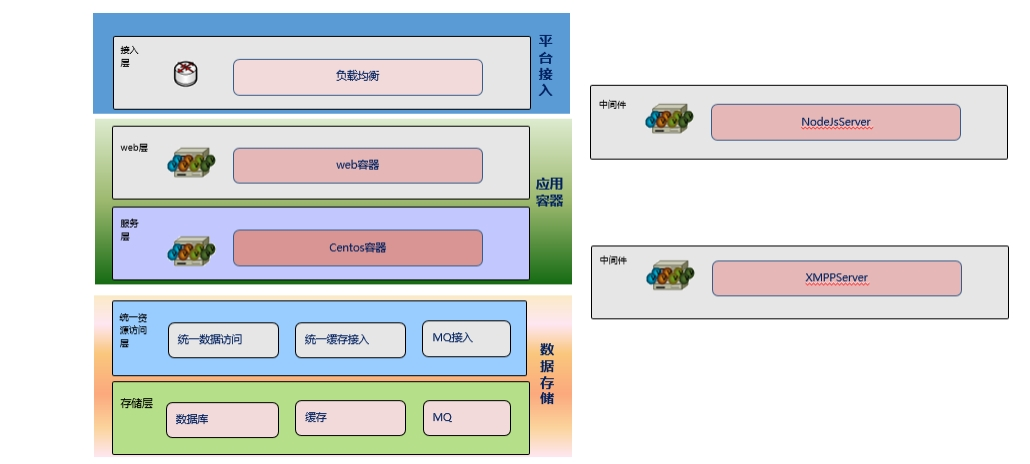 接入
层
负载均衡
平
台
接
入
web层
web容器
应用
容器
服务
层
Centos容器
统一资
源访问
层
统一数据访问
统一缓存接入
MQ接入
数
据
存
储
存储层
数据库
缓存
MQ
中间件
NodeJsServer
中间件
XMPPServer